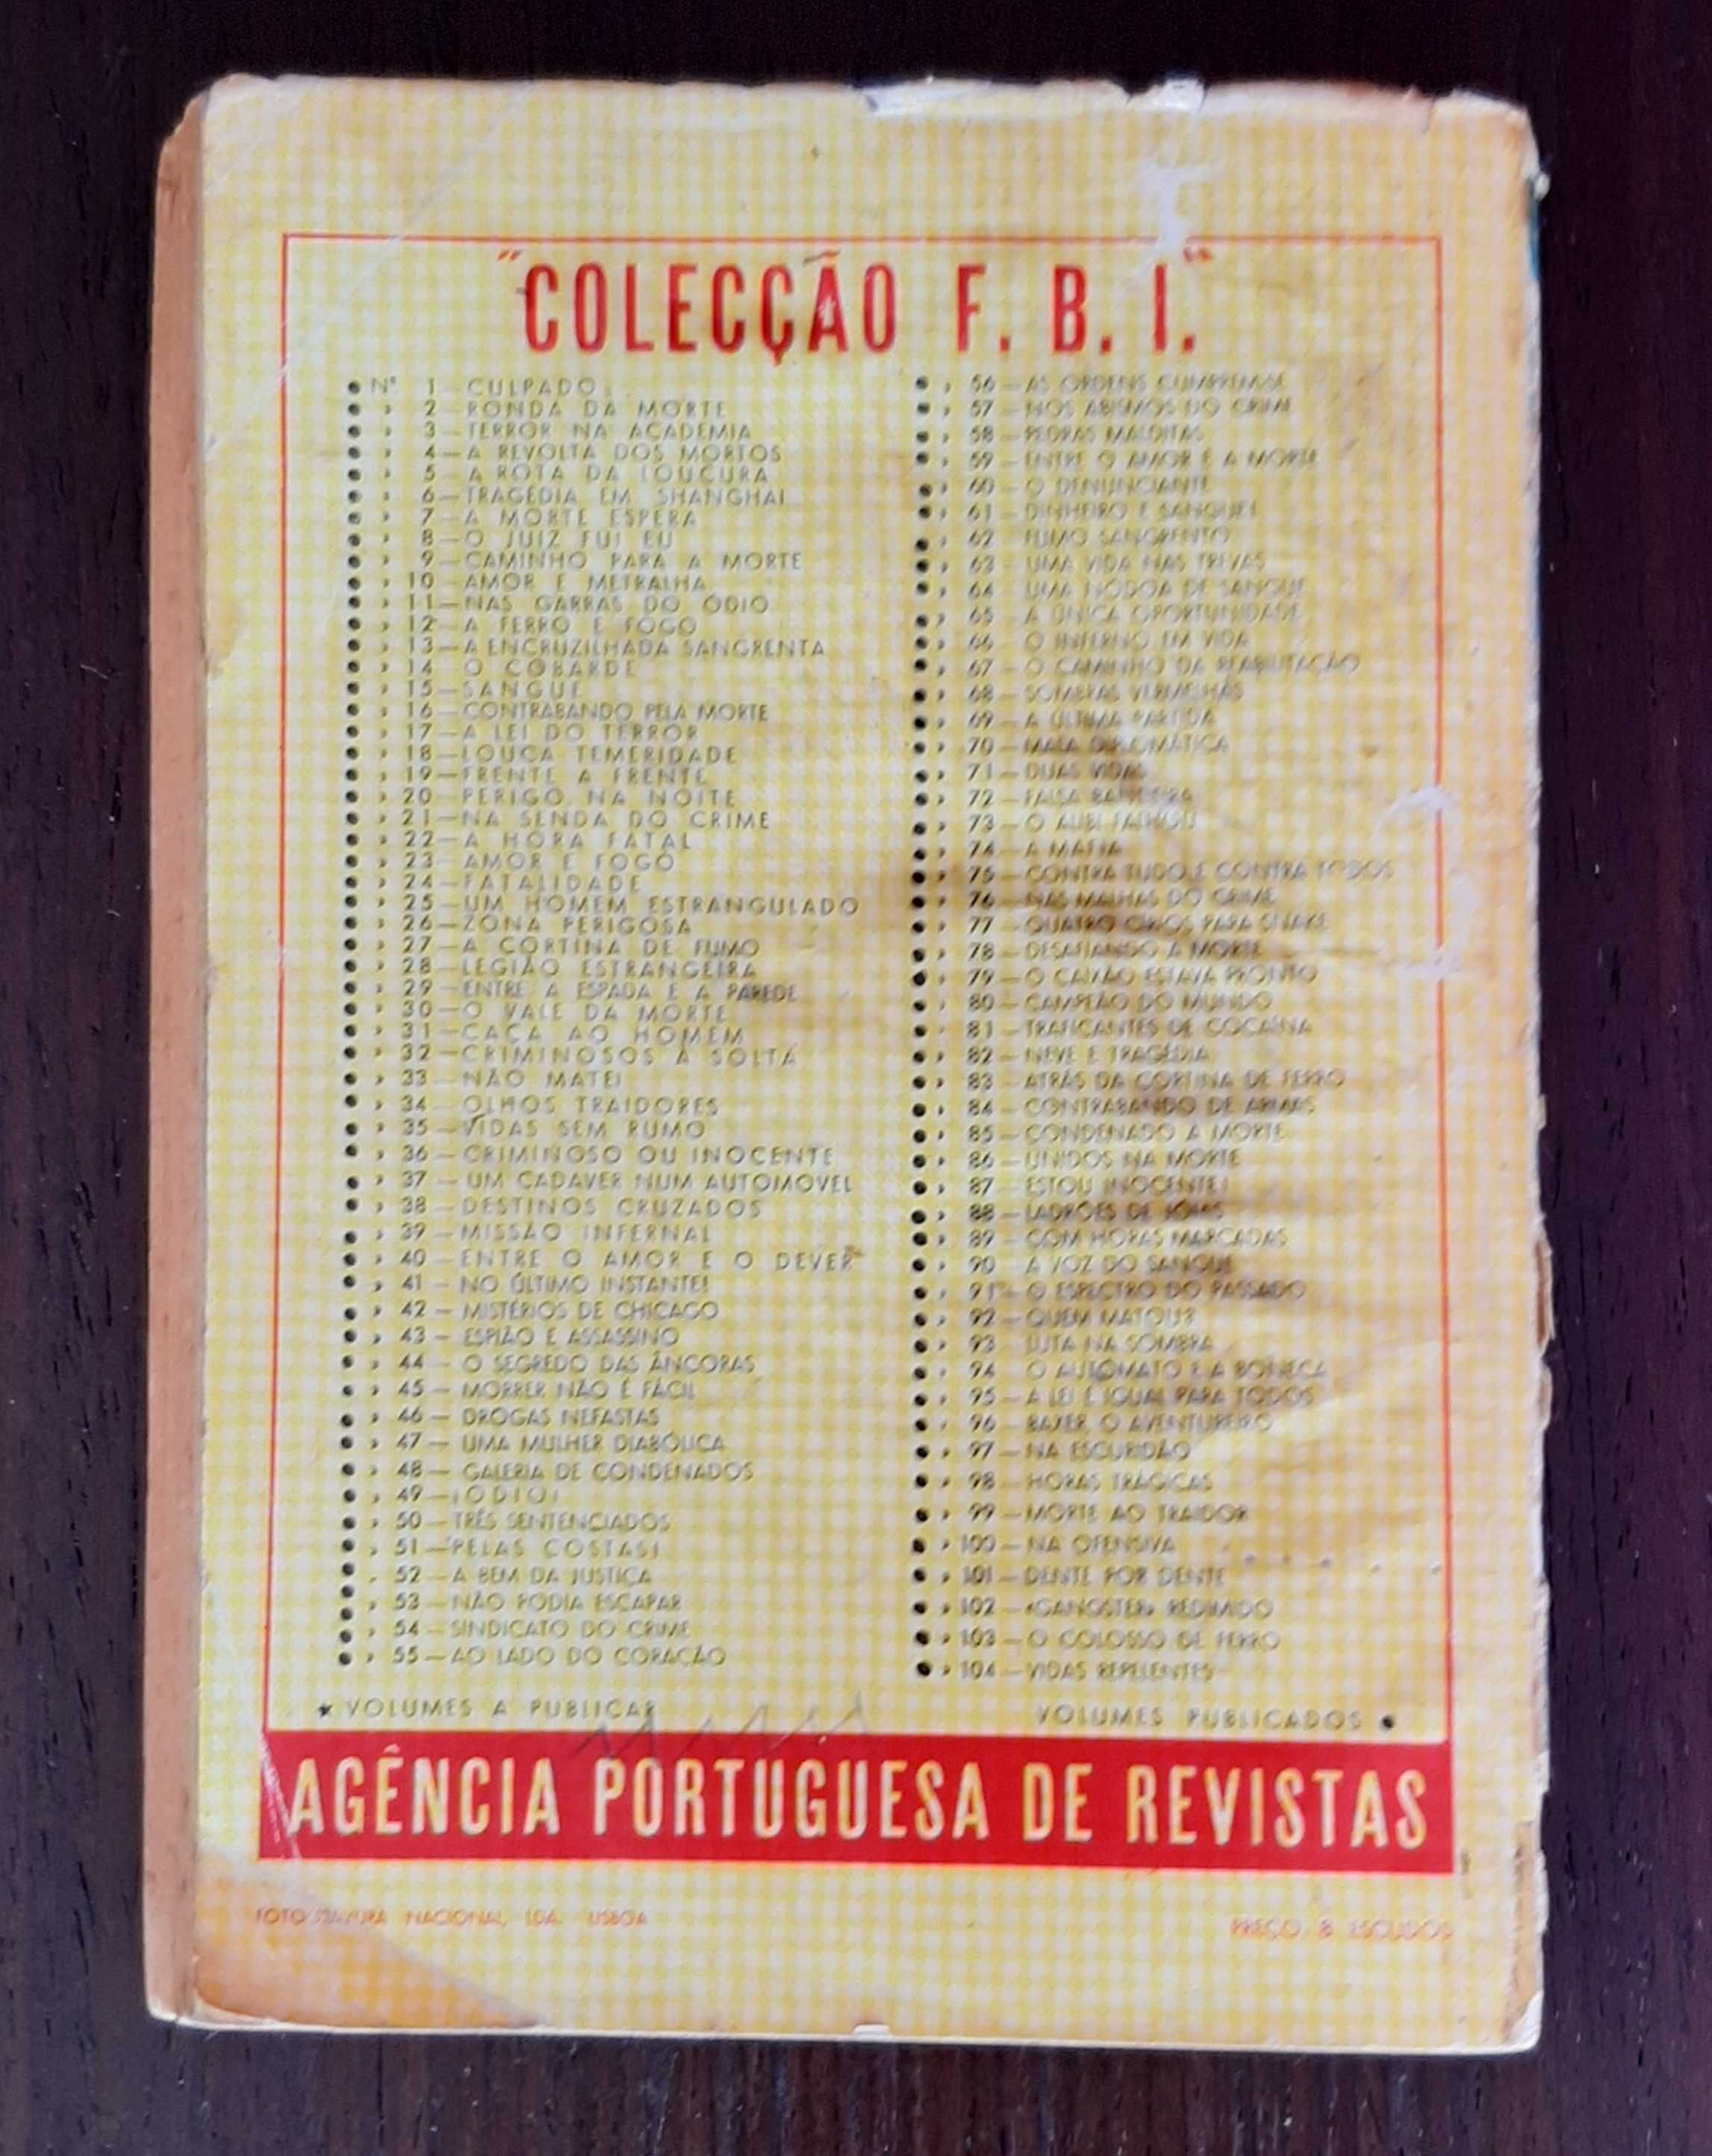 "COLECÇÃO F. B. I."
● Nº 1 — CULPADO
● » 2 — RONDA DA MORTE
● » 3 — TERROR NA ACADEMIA
● » 4 — A REVOLTA DOS MORTOS
● » 5 — A ROTA DA LOUCURA
● » 6 — TRAGÉDIA EM SHANGHAI
● » 7 — A MORTE ESPERA
● » 8 — O JUIZ FUI EU
● » 9 — CAMINHO PARA A MORTE
● » 10 — AMOR E METRALHA
● » 11 — NAS GARRAS DO ÓDIO
● » 12 — A FERRO E FOGO
● » 13 — A ENCRUZILHADA SANGRENTA
● » 14 — O COBARDE
● » 15 — SANGUE
● » 16 — CONTRABANDO PELA MORTE
● » 17 — A LEI DO TERROR
● » 18 — LOUCA TEMERIDADE
● » 19 — FRENTE A FRENTE
● » 20 — PERIGO NA NOITE
● » 21 — NA SENDA DO CRIME
● » 22 — A HORA FATAL
● » 23 — AMOR E FOGO
● » 24 — FATALIDADE
● » 25 — UM HOMEM ESTRANGULADO
● » 26 — ZONA PERIGOSA
● » 27 — A CORTINA DE FUMO
● » 28 — LEGIÃO ESTRANGEIRA
● » 29 — ENTRE A ESPADA E A PAREDE
● » 30 — O VALE DA MORTE
● » 31 — CAÇA AO HOMEM
● » 32 — CRIMINOSOS À SOLTA
● » 33 — NÃO MATEI
● » 34 — OLHOS TRAIDORES
● » 35 — VIDAS SEM RUMO
● » 36 — CRIMINOSO OU INOCENTE
● » 37 — UM CADAVER NUM AUTOMOVEL
● » 38 — DESTINOS CRUZADOS
● » 39 — MISSÃO INFERNAL
● » 40 — ENTRE O AMOR E O DEVER
● » 41 — NO ÚLTIMO INSTANTE!
● » 42 — MISTÉRIOS DE CHICAGO
● » 43 — ESPIÃO E ASSASSINO
● » 44 — O SEGREDO DAS ÂNCORAS
● » 45 — MORRER NÃO É FÁCIL
● » 46 — DROGAS NEFASTAS
● » 47 — UMA MULHER DIABÓLICA
● » 48 — GALERIA DE CONDENADOS
● » 49 — ¡ODIO!
● » 50 — TRÊS SENTENCIADOS
● » 51 — PELAS COSTAS!
● » 52 — A BEM DA JUSTIÇA
● » 53 — NÃO PODIA ESCAPAR
● » 54 — SINDICATO DO CRIME
● » 55 — AO LADO DO CORAÇÃO
● » 56 — AS ORDENS CUMPREM-SE
● » 57 — NOS ABISMOS DO CRIME
● » 58 — PEDRAS MALDITAS
● » 59 — ENTRE O AMOR E A MORTE
● » 60 — O DENUNCIANTE
● » 61 — DINHEIRO E SANGUE!
● » 62 — FUMO SANGRENTO
● » 63 — UMA VIDA NAS TREVAS
● » 64 — UMA NÓDOA DE SANGUE
● » 65 — A ÚNICA OPORTUNIDADE
● » 66 — O INFERNO EM VIDA
● » 67 — O CAMINHO DA REABILITAÇÃO
● » 68 — SOMBRAS VERMELHAS
● » 69 — A ÚLTIMA PARTIDA
● » 70 — MALA DIPLOMÁTICA
● » 71 — DUAS VIDAS
● » 72 — FALSA BANDEIRA
● » 73 — O ALIBI FALHOU
● » 74 — A MAFIA
● » 75 — CONTRA TUDO E CONTRA TODOS
● » 76 — NAS MALHAS DO CRIME
● » 77 — QUATRO CIRIOS PARA SNAKE
● » 78 — DESAFIANDO A MORTE
● » 79 — O CAIXÃO ESTAVA PRONTO
● » 80 — CAMPEÃO DO MUNDO
● » 81 — TRAFICANTES DE COCAÍNA
● » 82 — NEVE E TRAGÉDIA
● » 83 — ATRÁS DA CORTINA DE FERRO
● » 84 — CONTRABANDO DE ARMAS
● » 85 — CONDENADO A MORTE
● » 86 — UNIDOS NA MORTE
● » 87 — ESTOU INOCENTE!
● » 88 — LADRÕES DE JÓIAS
● » 89 — COM HORAS MARCADAS
● » 90 — A VOZ DO SANGUE
● » 91 — O ESPECTRO DO PASSADO
● » 92 — QUEM MATOU?
● » 93 — LUTA NA SOMBRA
● » 94 — O AUTÓMATO E A BONECA
● » 95 — A LEI É IGUAL PARA TODOS
● » 96 — BAXER O AVENTUREIRO
● » 97 — NA ESCURIDÃO
● » 98 — HORAS TRÁGICAS
● » 99 — MORTE AO TRAIDOR
● » 100 — NA OFENSIVA
● » 101 — DENTE POR DENTE
● » 102 — «GANGSTER» REDIMIDO
● » 103 — O COLOSSO DE FERRO
● » 104 — VIDAS REPELENTES
★ VOLUMES A PUBLICAR
VOLUMES PUBLICADOS ●
AGÊNCIA PORTUGUESA DE REVISTAS
FOTOGRAVURA NACIONAL, LDA. LISBOA
PREÇO 8 ESCUDOS